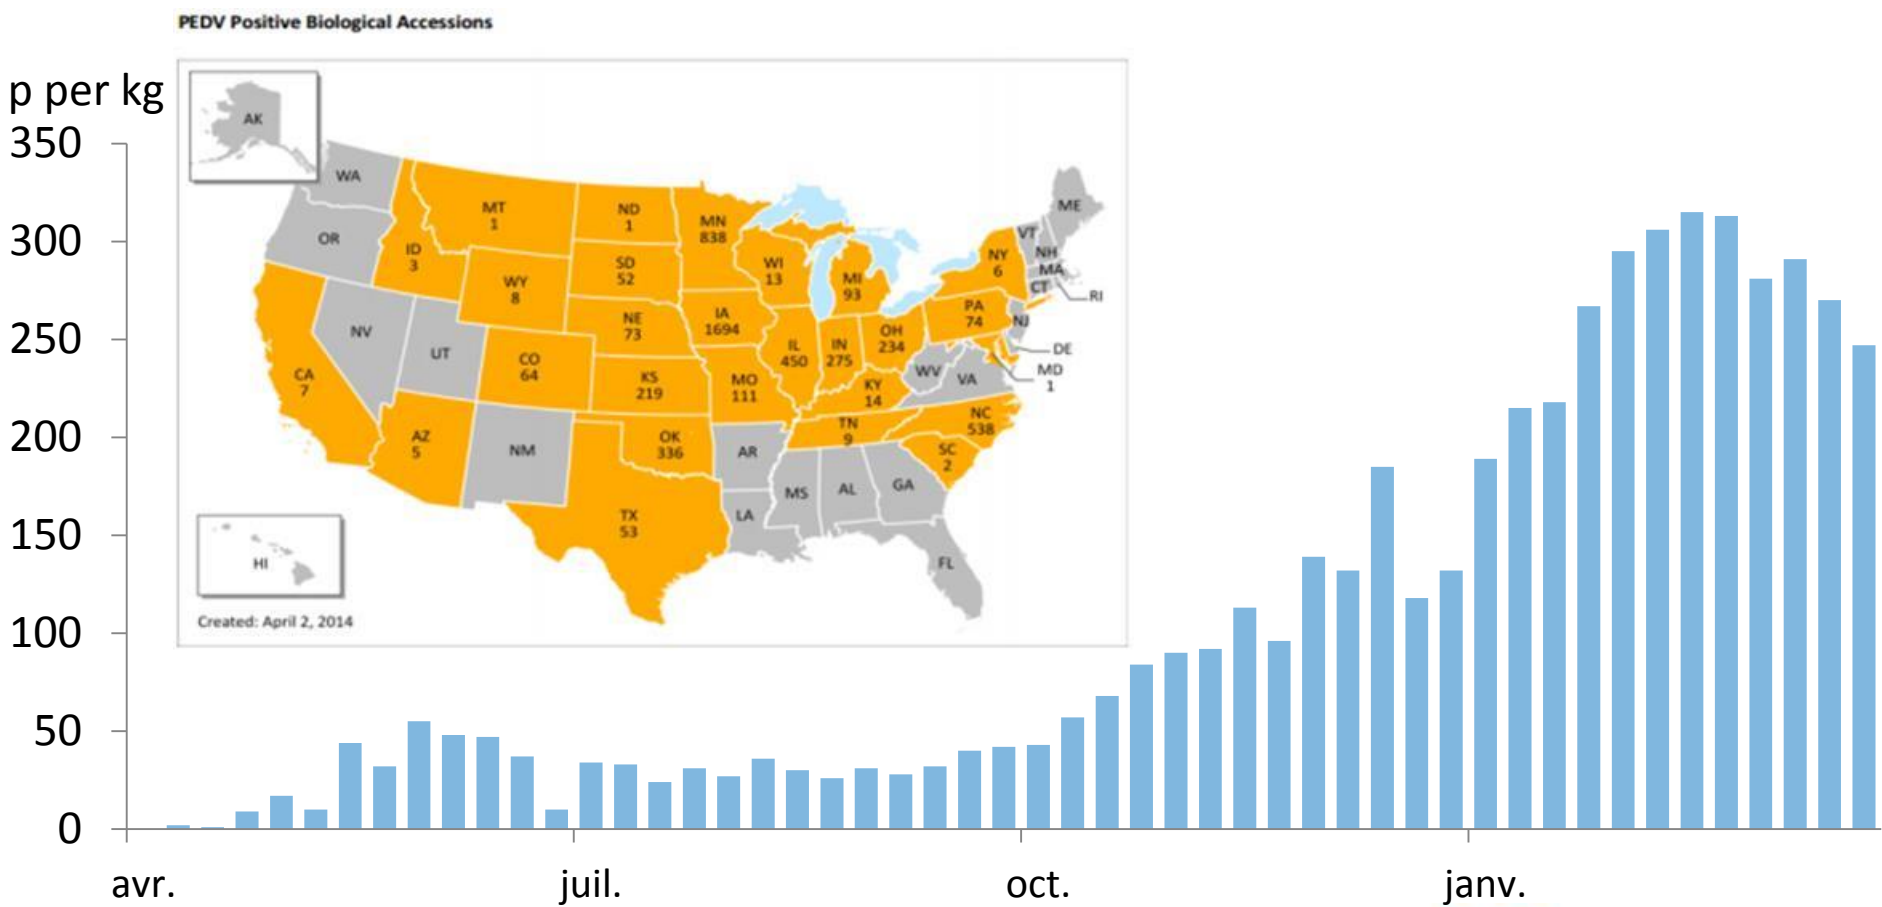 PEDV Positive Biological Accessions
p per kg
350
300
250
200
150
100
50
0
avr.
juil.
oct.
janv.
AK
WA
OR
ID
3
MT
1
ND
1
MN
838
WI
13
MI
93
NY
6
VT
NH
ME
MA
CT
RI
WY
8
SD
52
NE
73
IA
1694
IL
450
IN
275
OH
234
PA
74
NJ
DE
MD
1
NV
UT
CO
64
KS
219
MO
111
KY
14
WV
VA
CA
7
AZ
5
NM
OK
336
AR
TN
9
NC
538
SC
2
TX
53
LA
MS
AL
GA
FL
HI
Created: April 2, 2014